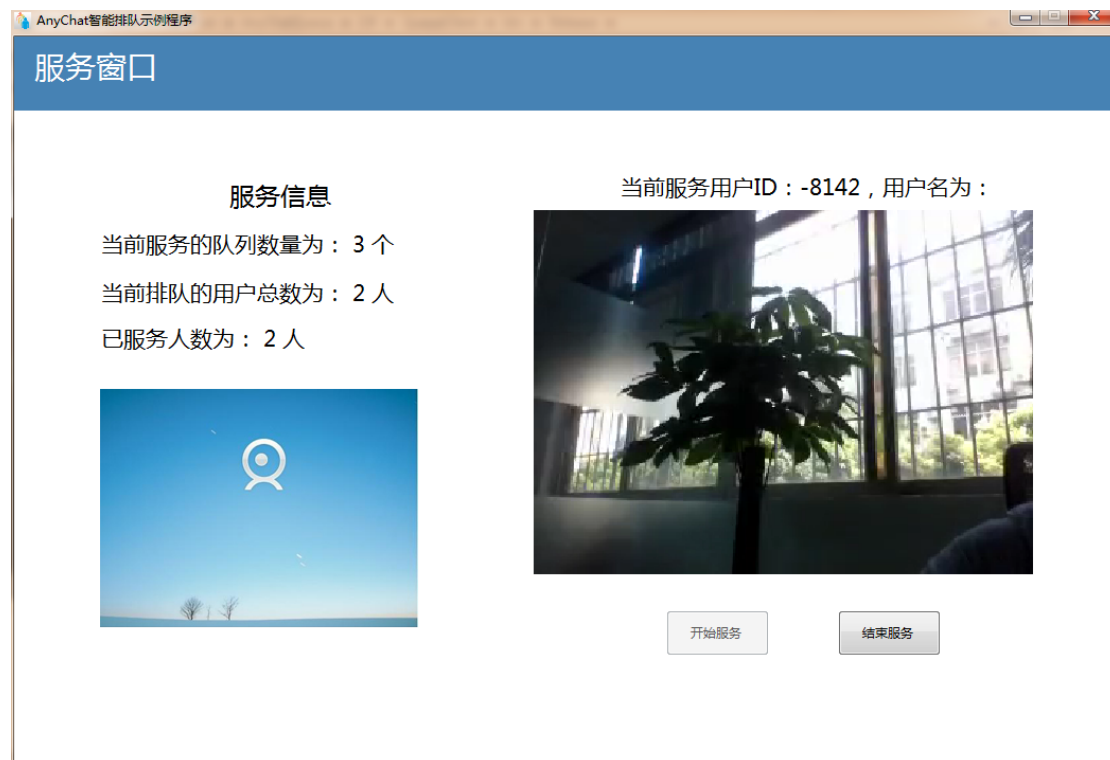 AnyChat智能排队示例程序
服务窗口
服务信息
当前服务的队列数量为： 3 个
当前排队的用户总数为： 2 人
已服务人数为： 2 人
当前服务用户ID：-8142，用户名为：
开始服务
结束服务